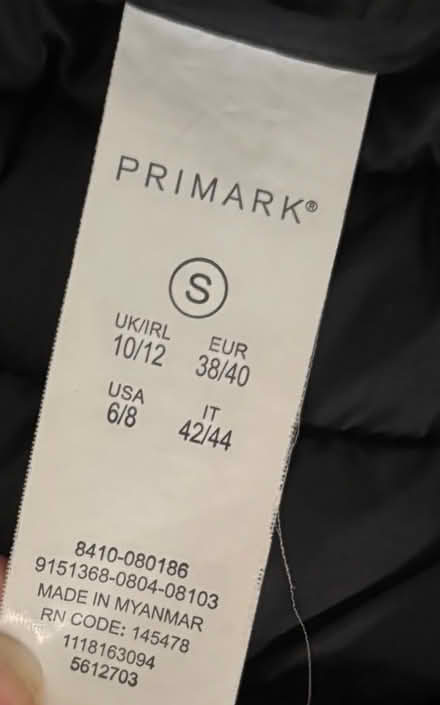 PRIMARK®
S
UK/IRL EUR
10/12 38/40
USA IT
6/8 42/44
8410-080186
9151368-0804-08103
MADE IN MYANMAR
RN CODE: 145478
1118163094
5612703